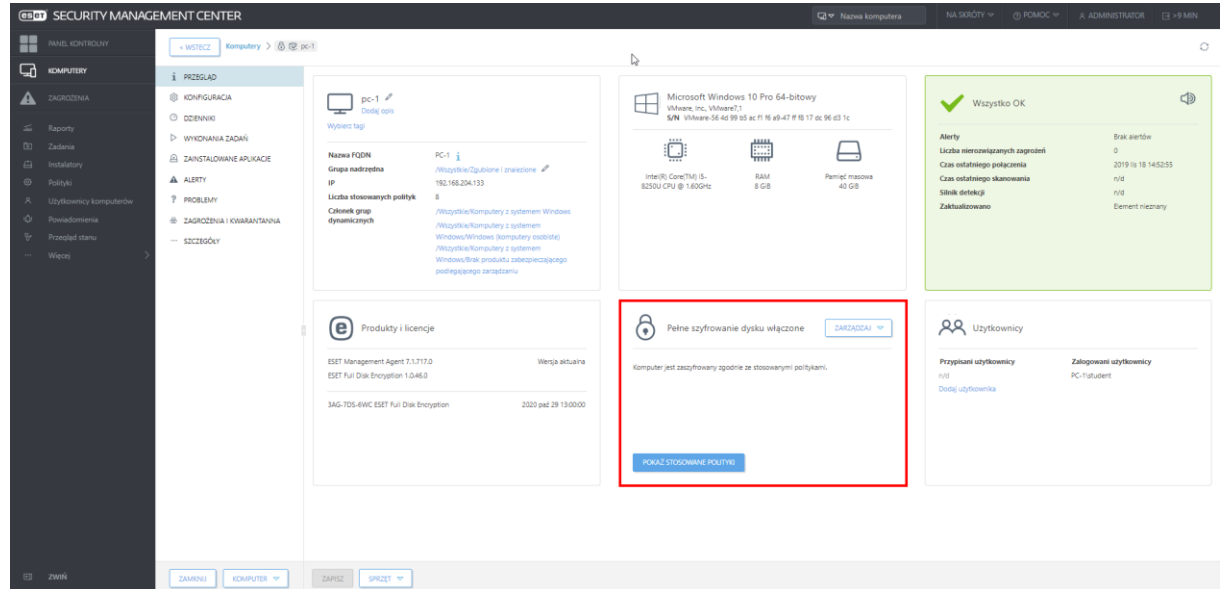 eset SECURITY MANAGEMENT CENTER
Nazwa komputera
NA SKRÓTY
POMOC
ADMINISTRATOR
>9 MIN
PANEL KONTROLNY
KOMPUTERY
ZAGROŻENIA
Raporty
Zadania
Instalatory
Polityki
Użytkownicy komputerów
Powiadomienia
Przegląd stanu
Więcej
ZWIŃ
< WSTECZ
Komputery > pc-1
PRZEGLĄD
KONFIGURACJA
DZIENNIKI
WYKONANIA ZADAŃ
ZAINSTALOWANE APLIKACJE
ALERTY
PROBLEMY
ZAGROŻENIA I KWARANTANNA
SZCZEGÓŁY
pc-1
Dodaj opis
Wybierz tagi
Nazwa FQDN PC-1
Grupa nadrzędna /Wszystkie/Zgubione i znalezione
IP 192.168.204.133
Liczba stosowanych polityk 8
Członek grup dynamicznych
/Wszystkie/Komputery z systemem Windows
/Wszystkie/Komputery z systemem
Windows/Windows (komputery osobiste)
/Wszystkie/Komputery z systemem
Windows/Brak produktu zabezpieczającego
podlegającego zarządzaniu
Microsoft Windows 10 Pro 64-bitowy
VMware, Inc, VMware7,1
S/N VMware-56 4d 99 b5 ac f1 f6 a9-47 ff f8 17 dc 96 d3 1c
Intel(R) Core(TM) i5-
8250U CPU @ 1.60GHz
RAM
8 GiB
Pamięć masowa
40 GiB
Wszystko OK
Alerty Brak alertów
Liczba nierozwiązanych zagrożeń 0
Czas ostatniego połączenia 2019 lis 18 14:52:55
Czas ostatniego skanowania n/d
Silnik detekcji n/d
Zaktualizowano Element nieznany
Produkty i licencje
ESET Management Agent 7.1.717.0 Wersja aktualna
ESET Full Disk Encryption 1.0.46.0
3AG-7DS-6WC ESET Full Disk Encryption 2020 paź 29 13:00:00
Pełne szyfrowanie dysku włączone
ZARZĄDZAJ
Komputer jest zaszyfrowany zgodnie ze stosowanymi politykami.
POKAŻ STOSOWANE POLITYKI
Użytkownicy
Przypisani użytkownicy Zalogowani użytkownicy
n/d PC-1\student
Dodaj użytkownika
ZAMKNIJ
KOMPUTER
ZAPISZ
SPRZĘT